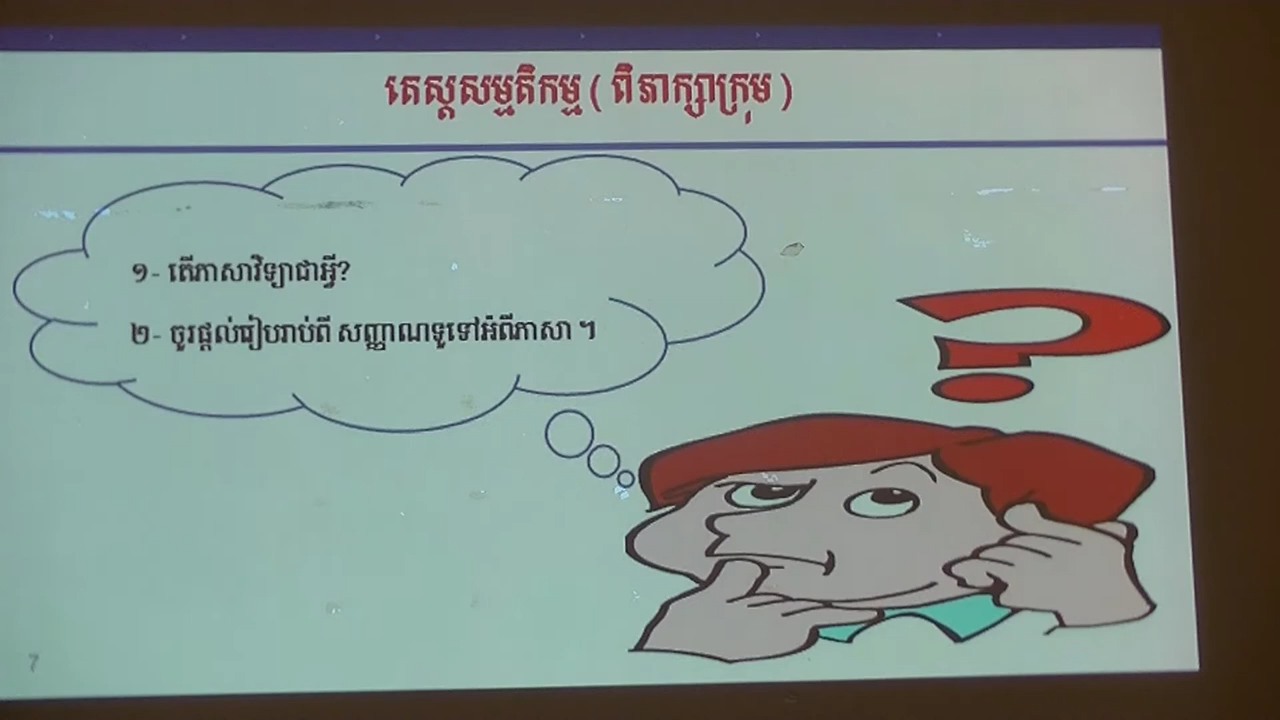 តេស្តសម្មតិកម្ម ( ពិភាក្សាក្រុម )
១- តើភាសាវិទ្យាជាអ្វី?
២- ចូរផ្តល់រៀបរាប់ពី សញ្ញាណទូទៅអំពីភាសា ។
7